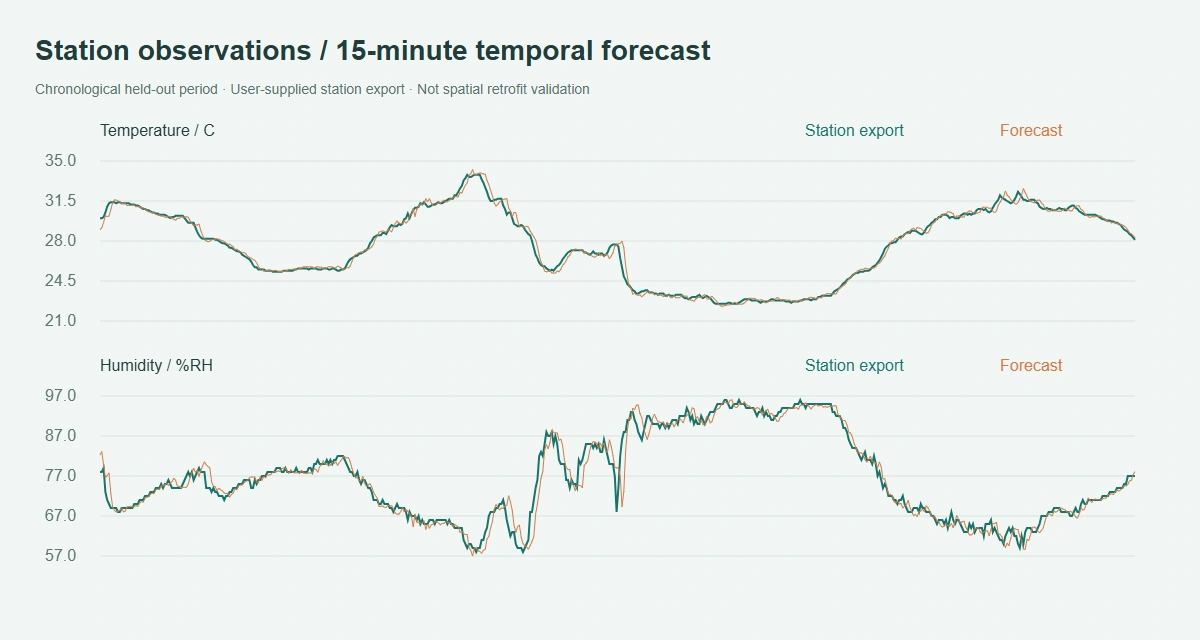 Station observations / 15-minute temporal forecast
Chronological held-out period · User-supplied station export · Not spatial retrofit validation
Temperature / C
Station export
Forecast
35.0
31.5
28.0
24.5
21.0
Humidity / %RH
Station export
Forecast
97.0
87.0
77.0
67.0
57.0